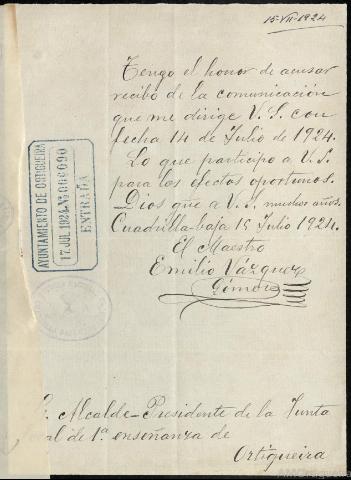 15-VII-1924
Tengo el honor de acusar
recibo de la comunicación
que me dirige V. S. con
fecha 14 de Julio de 1924.
Lo que participo a V. S.
para los efectos oportunos.
Dios que a V. S. muchos años.
Cuadrilla-baja 15 Julio 1924.
El Maestro
Emilio Vázquez
Gómez
AYUNTAMIENTO DE ORTIGUEIRA
17 JUL. 1924
ENTRADA
Alcalde-Presidente de la Junta
de 1ª enseñanza de
Ortigueira